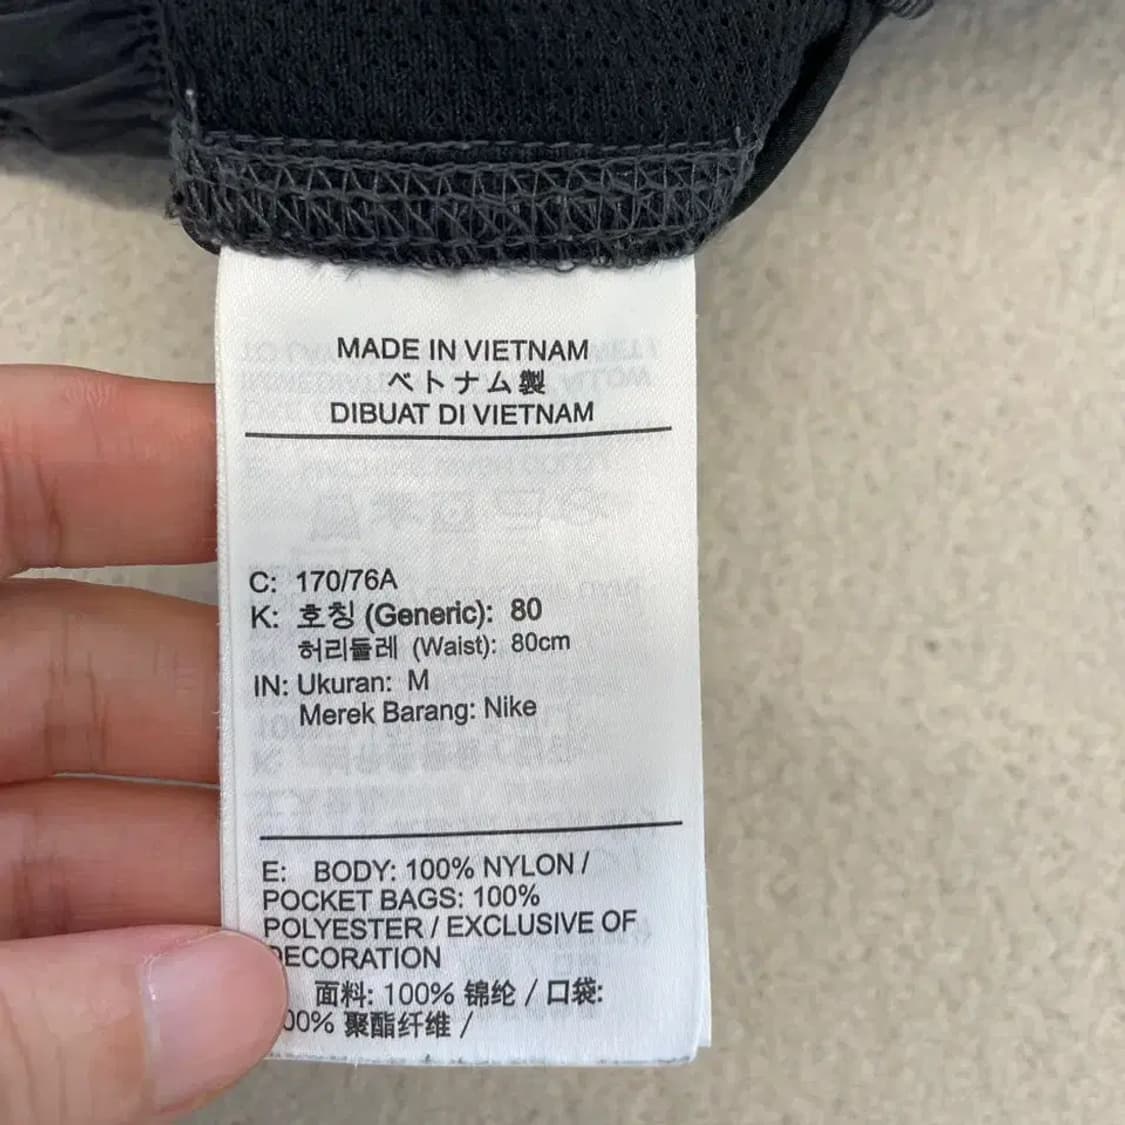 MADE IN VIETNAM
ベトナム製
DIBUAT DI VIETNAM
C: 170/76A
K: 호칭 (Generic): 80
허리둘레 (Waist): 80cm
IN: Ukuran: M
Merek Barang: Nike
E: BODY: 100% NYLON /
POCKET BAGS: 100%
POLYESTER / EXCLUSIVE OF
DECORATION
面料: 100% 锦纶 / 口袋:
00% 聚酯纤维 /